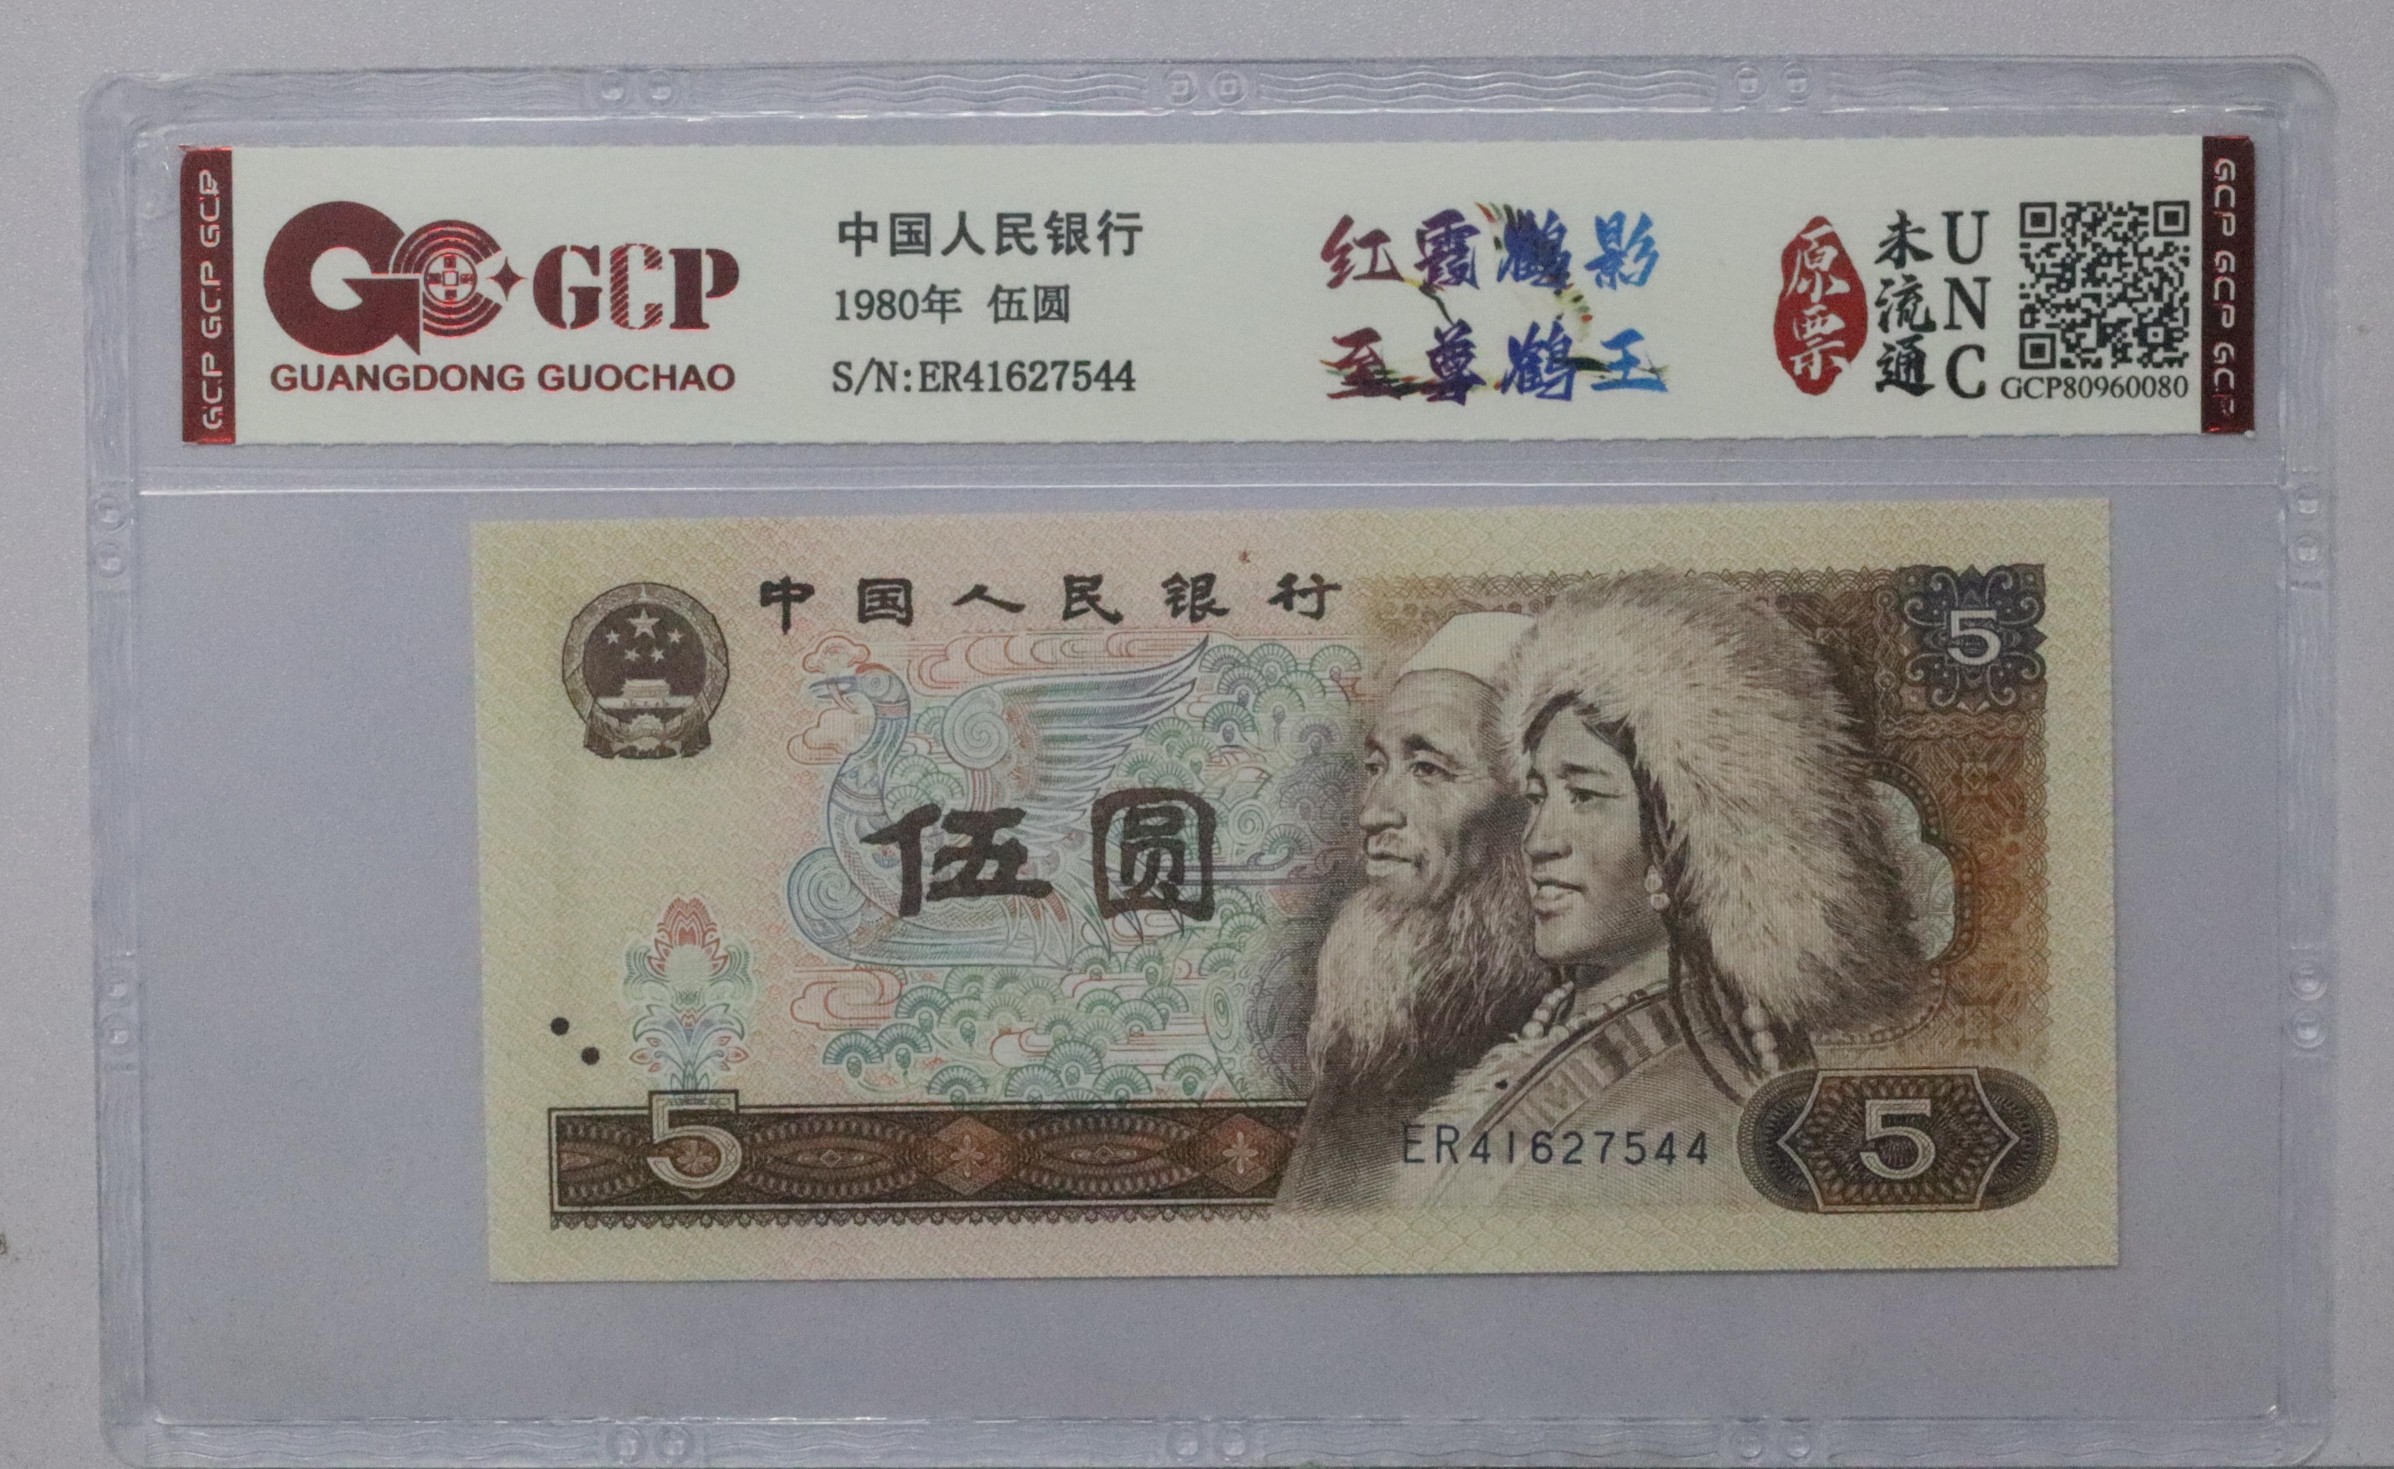 GCP GCP GCP
GCP
GUANGDONG GUOCHAO
中国人民银行
1980年 伍圆
S/N:ER41627544
红霞鹤影
至尊鹤王
原票
未流通
UNC
GCP80960080
GCP GCP GCP
中国人民银行
5
伍圆
5
ER41627544
5